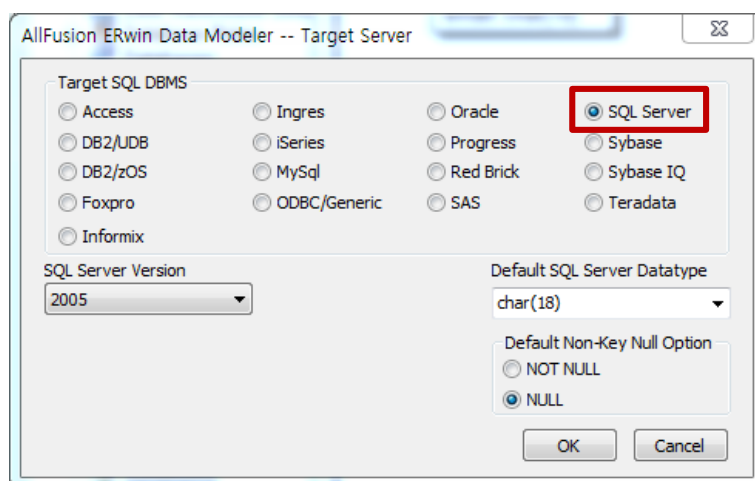 AllFusion ERwin Data Modeler -- Target Server
Target SQL DBMS
Access Ingres Oracle SQL Server
DB2/UDB iSeries Progress Sybase
DB2/zOS MySql Red Brick Sybase IQ
Foxpro ODBC/Generic SAS Teradata
Informix
SQL Server Version Default SQL Server Datatype
2005 char(18)
Default Non-Key Null Option
NOT NULL
NULL
OK Cancel